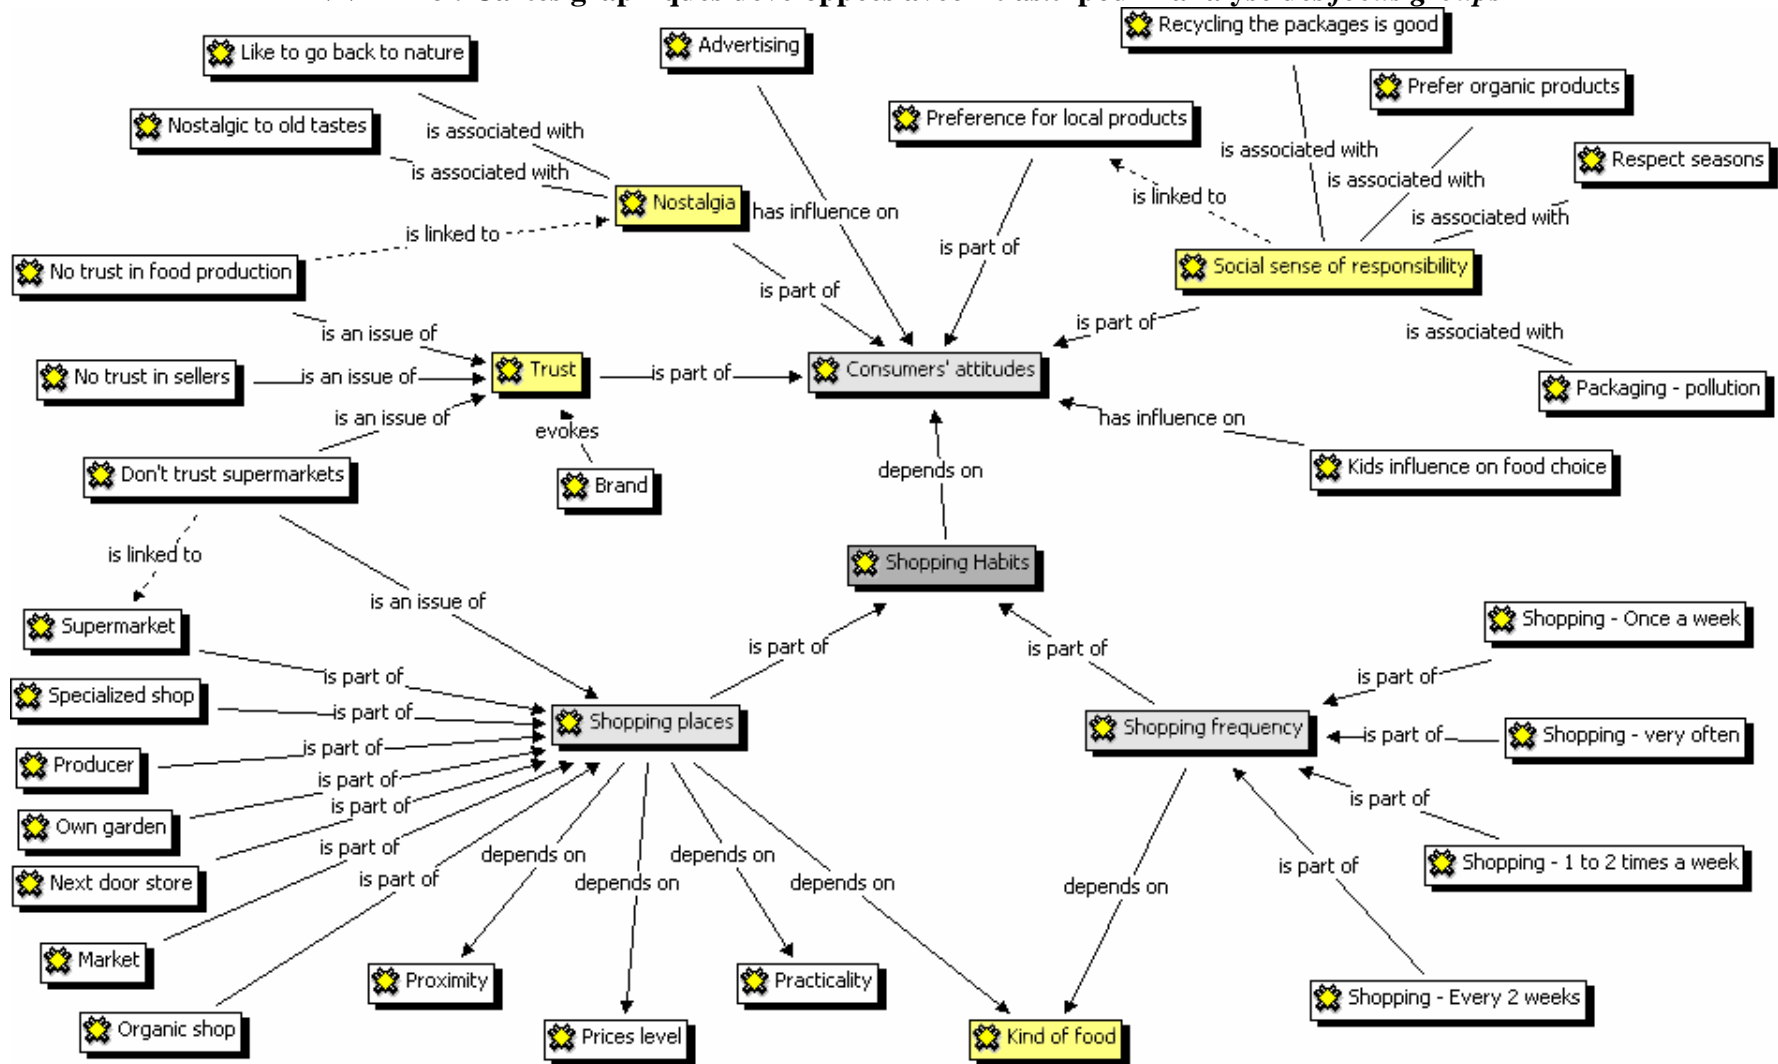 Cartes graphiques développées avec l'analyse des focus groups
Recycling the packages is good
Like to go back to nature
Advertising
Prefer organic products
Nostalgic to old tastes
is associated with
Preference for local products
is associated with
is associated with
Respect seasons
is associated with
is linked to
Nostalgia
has influence on
is associated with
is linked to
is part of
No trust in food production
Social sense of responsibility
is part of
is an issue of
is part of
is associated with
No trust in sellers
is an issue of
Trust
is part of
Consumers' attitudes
Packaging - pollution
is an issue of
evokes
has influence on
Don't trust supermarkets
Brand
depends on
Kids influence on food choice
is linked to
Shopping Habits
is an issue of
Supermarket
is part of
is part of
Shopping - Once a week
is part of
is part of
Specialized shop
is part of
Shopping places
Shopping frequency
is part of
Shopping - very often
Producer
is part of
is part of
is part of
is part of
Own garden
is part of
depends on
depends on
is part of
Shopping - 1 to 2 times a week
Next door store
is part of
depends on
depends on
depends on
Market
Proximity
Practicality
Shopping - Every 2 weeks
Organic shop
Prices level
Kind of food